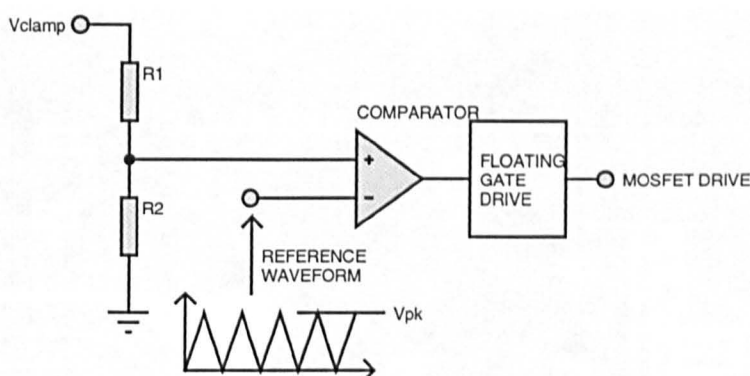 Vclamp
R1
COMPARATOR
+
FLOATING
GATE
DRIVE
MOSFET DRIVE
R2
−
REFERENCE
WAVEFORM
Vpk